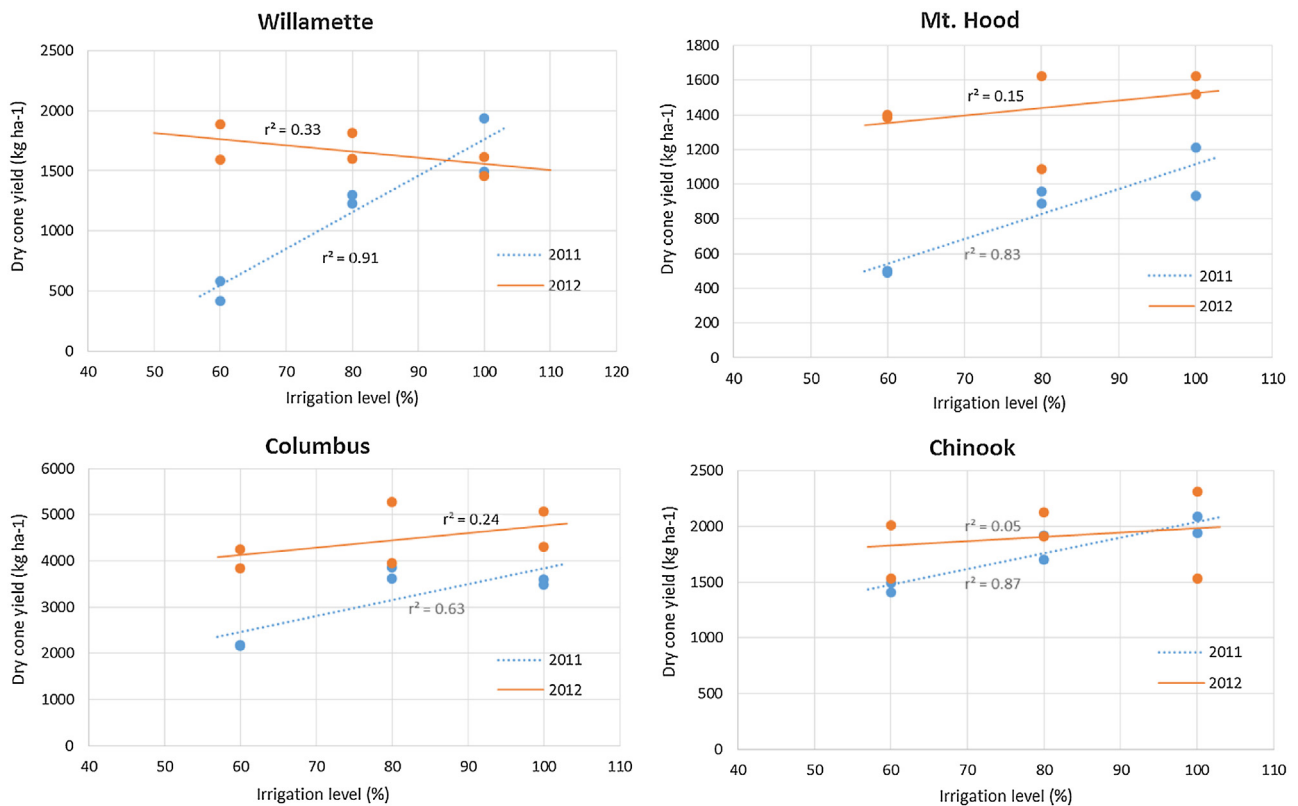 Willamette
Dry cone yield (kg ha-1)
2500
2000
1500
1000
500
0
r² = 0.33
r² = 0.91
2011
2012
40 50 60 70 80 90 100 110 120
Irrigation level (%)
Mt. Hood
Dry cone yield (kg ha-1)
1800
1600
1400
1200
1000
800
600
400
200
0
r² = 0.15
r² = 0.83
2011
2012
40 50 60 70 80 90 100 110
Irrigation level (%)
Columbus
Dry cone yield (kg ha-1)
6000
5000
4000
3000
2000
1000
0
r² = 0.24
r² = 0.63
2011
2012
40 50 60 70 80 90 100 110
Irrigation level (%)
Chinook
Dry cone yield (kg ha-1)
2500
2000
1500
1000
500
0
r² = 0.05
r² = 0.87
2011
2012
40 50 60 70 80 90 100 110
Irrigation level (%)